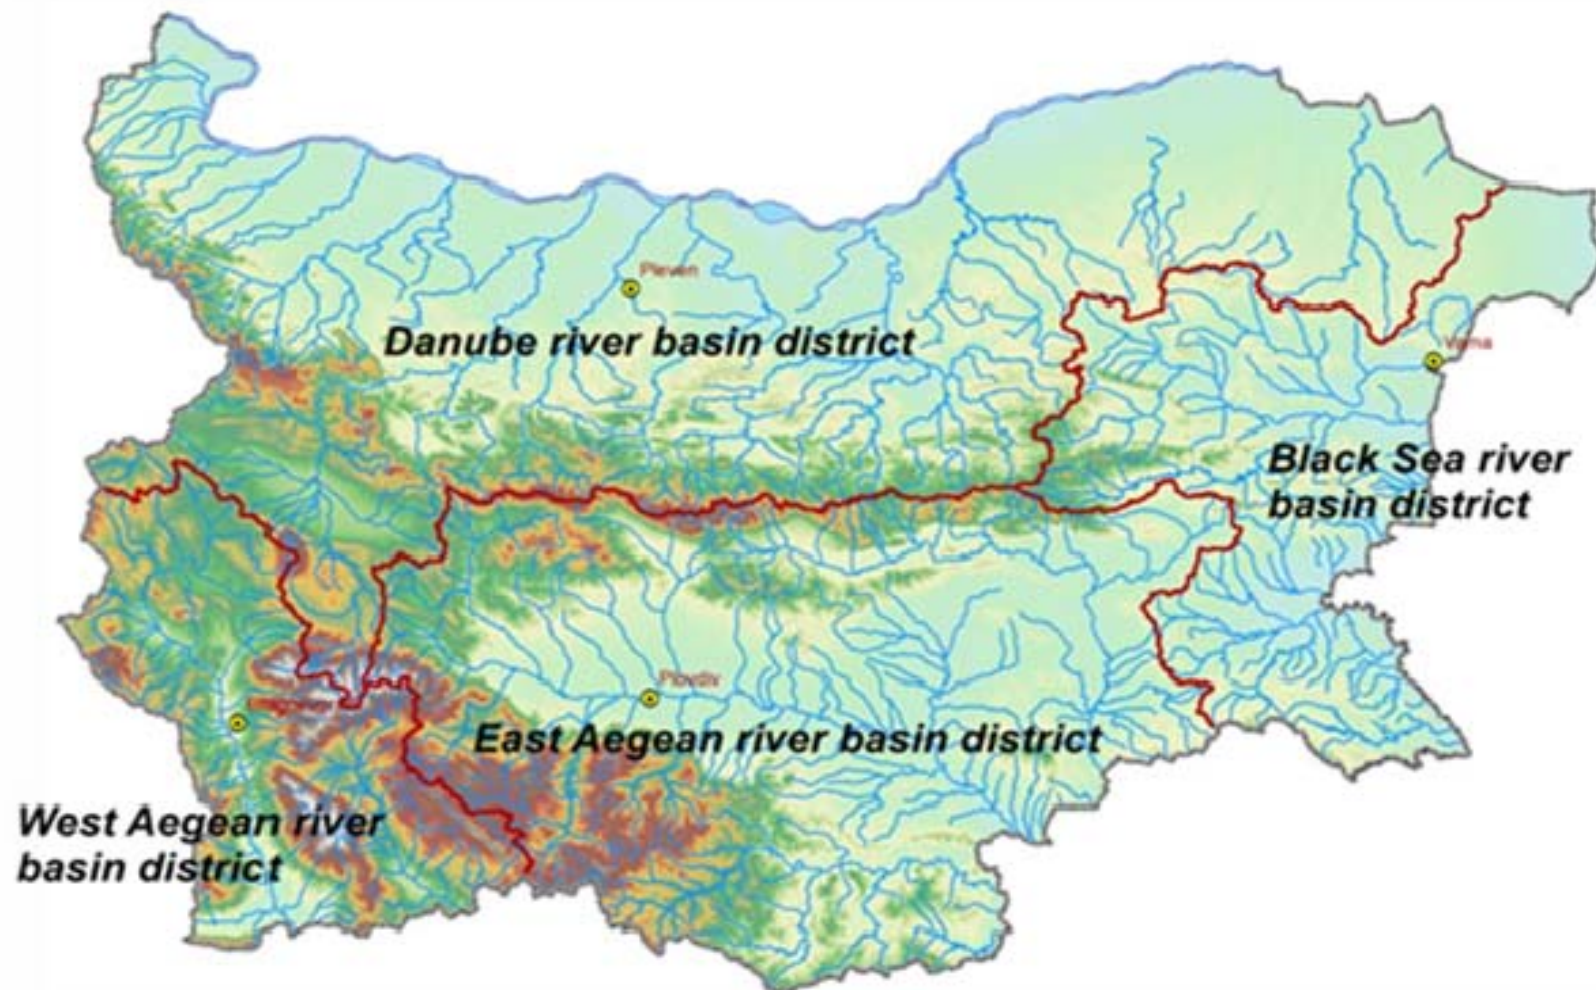 Pleven
Danube river basin district
Varna
Black Sea river
basin district
Plovdiv
East Aegean river basin district
West Aegean river
basin district